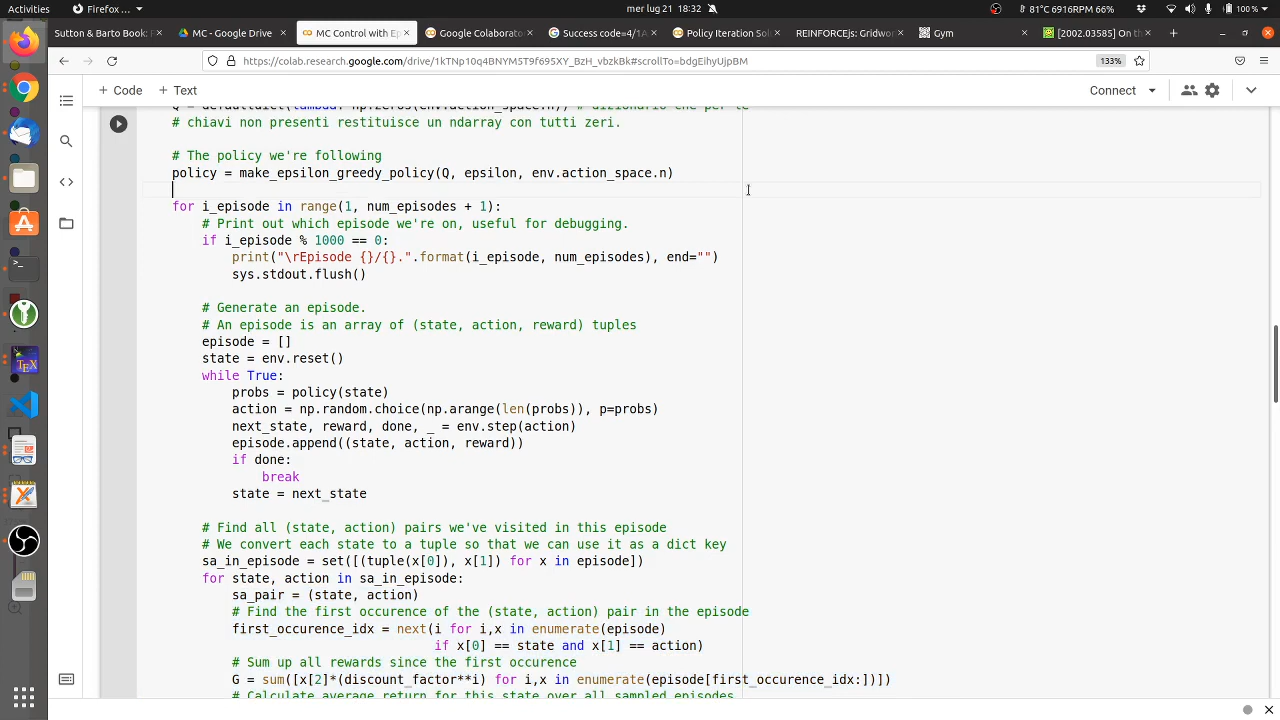 Activities
Firefox ...
mer lug 21 18:32
81°C 6916RPM 66%
100%
Sutton & Barto Book: R
MC - Google Drive
MC Control with Ep
Google Colaborato
Success code=4/1A
Policy Iteration Sol
REINFORCEjs: Gridwor
Gym
[2002.03585] On th
https://colab.research.google.com/drive/1kTNp10q4BNYM5T9f695XY_BzH_vbzkBk#scrollTo=bdgEihyUjpBM
133%
+ Code + Text
Connect
# chiavi non presenti restituisce un ndarray con tutti zeri.
# The policy we're following
policy = make_epsilon_greedy_policy(Q, epsilon, env.action_space.n)
for i_episode in range(1, num_episodes + 1):
# Print out which episode we're on, useful for debugging.
if i_episode % 1000 == 0:
print("\rEpisode {}/{}.".format(i_episode, num_episodes), end="")
sys.stdout.flush()
# Generate an episode.
# An episode is an array of (state, action, reward) tuples
episode = []
state = env.reset()
while True:
probs = policy(state)
action = np.random.choice(np.arange(len(probs)), p=probs)
next_state, reward, done, _ = env.step(action)
episode.append((state, action, reward))
if done:
break
state = next_state
# Find all (state, action) pairs we've visited in this episode
# We convert each state to a tuple so that we can use it as a dict key
sa_in_episode = set([(tuple(x[0]), x[1]) for x in episode])
for state, action in sa_in_episode:
sa_pair = (state, action)
# Find the first occurence of the (state, action) pair in the episode
first_occurence_idx = next(i for i,x in enumerate(episode)
if x[0] == state and x[1] == action)
# Sum up all rewards since the first occurence
G = sum([x[2]*(discount_factor**i) for i,x in enumerate(episode[first_occurence_idx:])])
# Calculate average return for this state over all sampled episodes